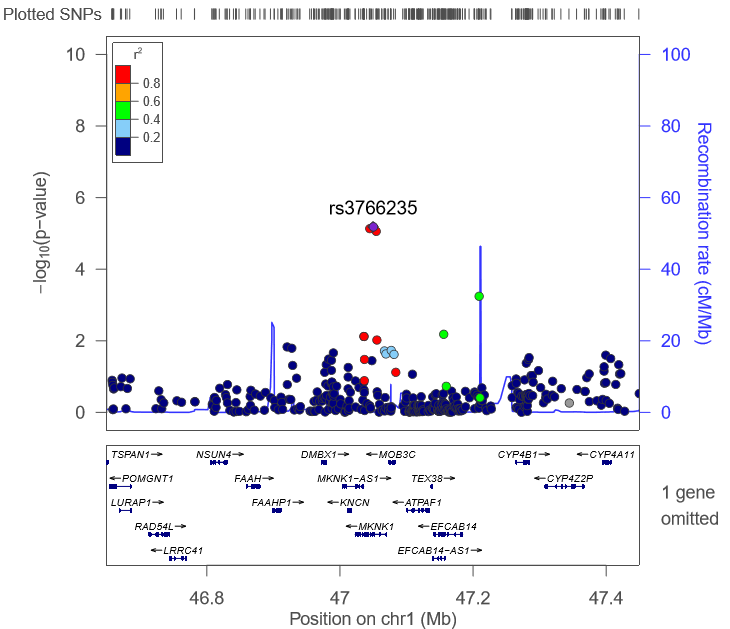 Plotted SNPs
10
8
6
4
2
0
−log10(p−value)
r²
0.8
0.6
0.4
0.2
rs3766235
100
80
60
40
20
0
Recombination rate (cM/Mb)
TSPAN1→
NSUN4→
DMBX1→
←MOB3C
CYP4B1→
←CYP4A11
←POMGNT1
FAAH→
MKNK1−AS1→
TEX38→
←CYP4Z2P
LURAP1→
FAAHP1→
←KNCN
←ATPAF1
RAD54L→
←MKNK1
←EFCAB14
←LRRC41
EFCAB14−AS1→
1 gene
omitted
46.8
47
47.2
47.4
Position on chr1 (Mb)